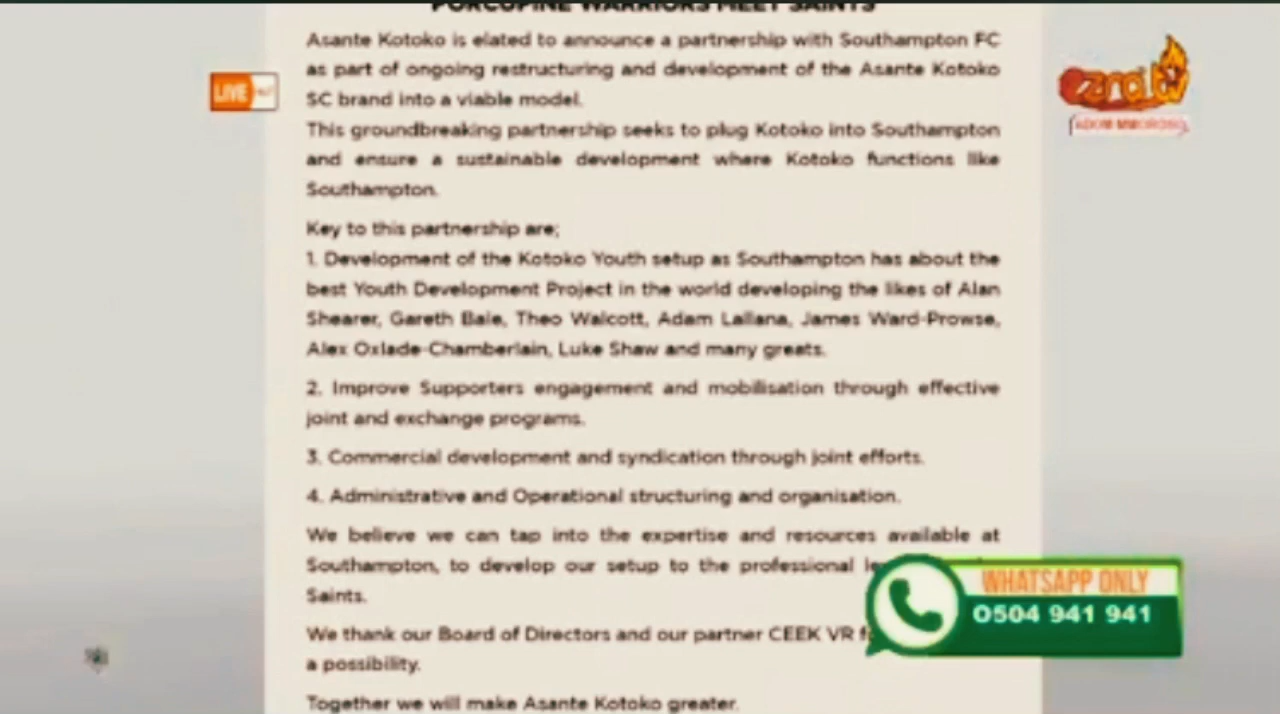 PORCUPINE WARRIORS MEET SAINTS
Asante Kotoko is elated to announce a partnership with Southampton FC
as part of ongoing restructuring and development of the Asante Kotoko
SC brand into a viable model.
This groundbreaking partnership seeks to plug Kotoko into Southampton
and ensure a sustainable development where Kotoko functions like
Southampton.
Key to this partnership are;
1. Development of the Kotoko Youth setup as Southampton has about the
best Youth Development Project in the world developing the likes of Alan
Shearer, Gareth Bale, Theo Walcott, Adam Lallana, James Ward-Prowse,
Alex Oxlade-Chamberlain, Luke Shaw and many greats.
2. Improve Supporters engagement and mobilisation through effective
joint and exchange programs.
3. Commercial development and syndication through joint efforts.
4. Administrative and Operational structuring and organisation.
We believe we can tap into the expertise and resources available at
Southampton, to develop our setup to the professional
Saints.
We thank our Board of Directors and our partner CEEK VR
a possibility.
Together we will make Asante Kotoko greater.
LIVE
WHATSAPP ONLY
0504 941 941